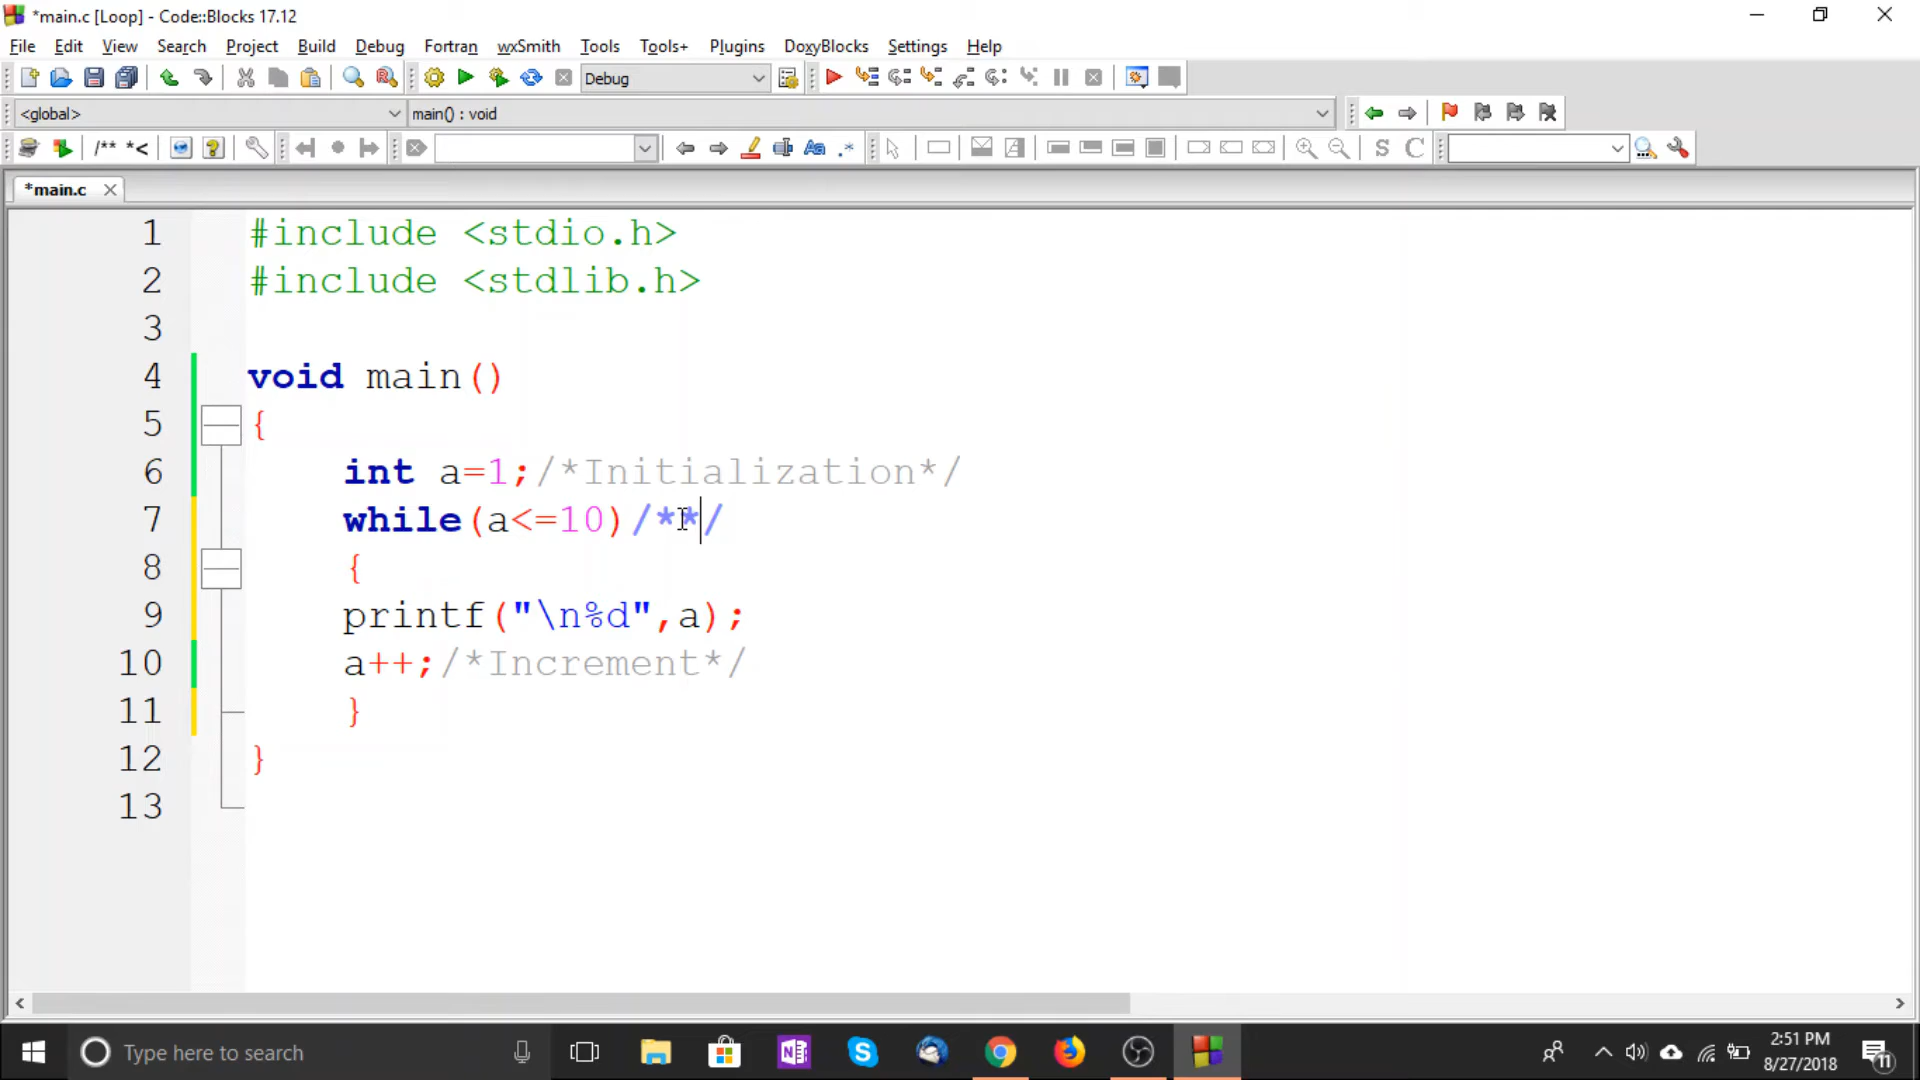 *main.c [Loop] - Code::Blocks 17.12
File Edit View Search Project Build Debug Fortran wxSmith Tools Tools+ Plugins DoxyBlocks Settings Help
Debug
<global> main() : void
/** *< ? Aa .* S C
*main.c
1 #include <stdio.h>
2 #include <stdlib.h>
3
4 void main()
5 {
6 int a=1;/*Initialization*/
7 while(a<=10)/**/
8 {
9 printf("\n%d",a);
10 a++;/*Increment*/
11 }
12 }
13
Type here to search
2:51 PM
8/27/2018
11